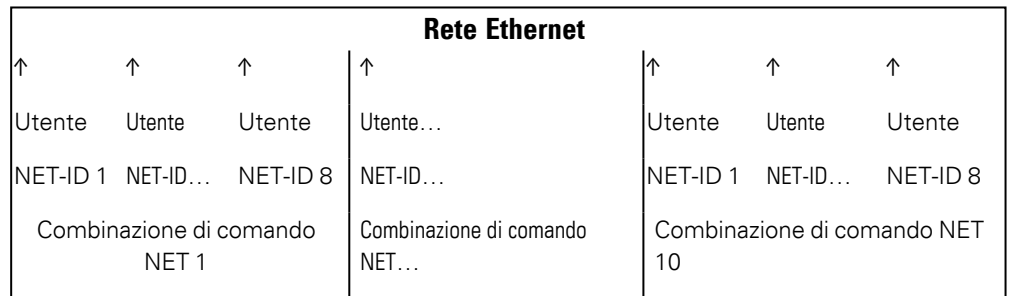 Rete Ethernet
↑ ↑ ↑ ↑ ↑ ↑ ↑
Utente Utente Utente Utente… Utente Utente Utente
NET-ID 1 NET-ID… NET-ID 8 NET-ID… NET-ID 1 NET-ID… NET-ID 8
Combinazione di comando Combinazione di comando Combinazione di comando NET
NET 1 NET… 10